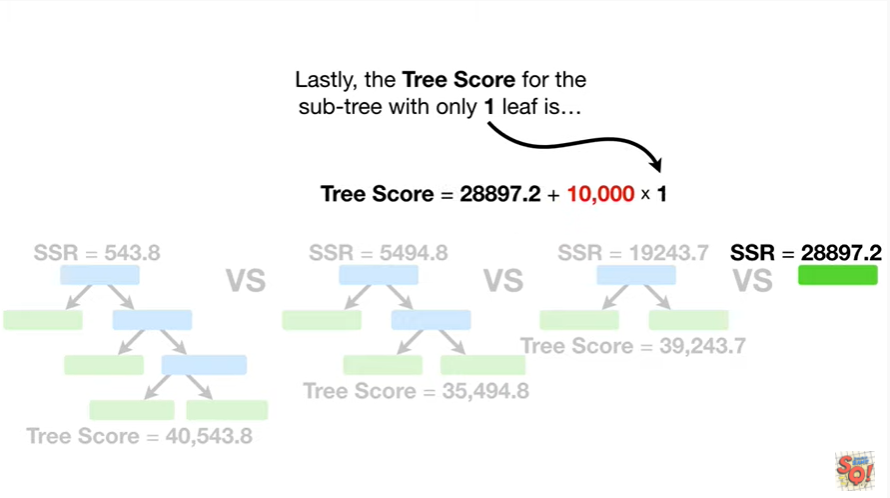 Lastly, the Tree Score for the
sub-tree with only 1 leaf is…
Tree Score = 28897.2 + 10,000 x 1
SSR = 543.8
SSR = 5494.8
SSR = 19243.7
SSR = 28897.2
VS
VS
VS
Tree Score = 39,243.7
Tree Score = 35,494.8
Tree Score = 40,543.8
SQ!